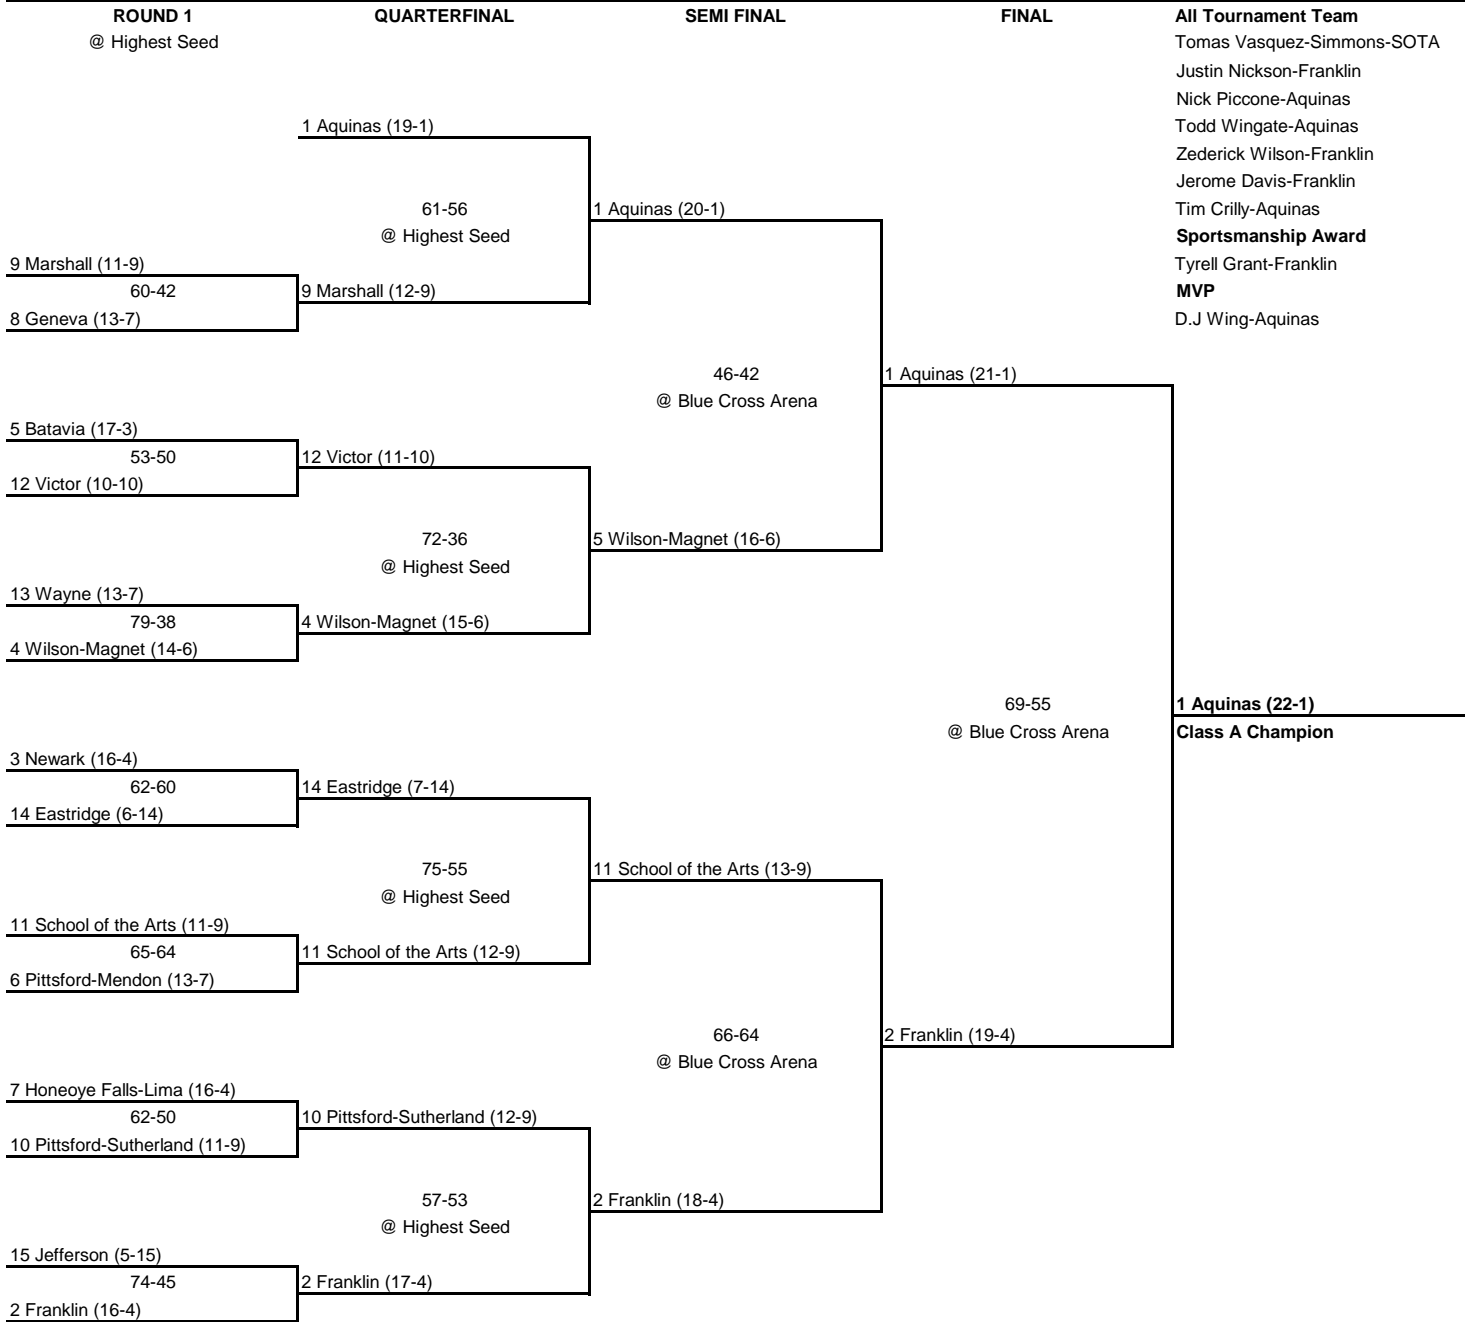 ROUND 1 QUARTERFINAL SEMI FINAL FINAL All Tournament Team
@ Highest Seed Tomas Vasquez-Simmons-SOTA
Justin Nickson-Franklin
Nick Piccone-Aquinas
1 Aquinas (19-1) Todd Wingate-Aquinas
Zederick Wilson-Franklin
Jerome Davis-Franklin
61-56 1 Aquinas (20-1) Tim Crilly-Aquinas
@ Highest Seed Sportsmanship Award
9 Marshall (11-9) Tyrell Grant-Franklin
60-42 9 Marshall (12-9) MVP
8 Geneva (13-7) D.J Wing-Aquinas
46-42 1 Aquinas (21-1)
@ Blue Cross Arena
5 Batavia (17-3)
53-50 12 Victor (11-10)
12 Victor (10-10)
72-36 5 Wilson-Magnet (16-6)
@ Highest Seed
13 Wayne (13-7)
79-38 4 Wilson-Magnet (15-6)
4 Wilson-Magnet (14-6)
69-55 1 Aquinas (22-1)
@ Blue Cross Arena Class A Champion
3 Newark (16-4)
62-60 14 Eastridge (7-14)
14 Eastridge (6-14)
75-55 11 School of the Arts (13-9)
@ Highest Seed
11 School of the Arts (11-9)
65-64 11 School of the Arts (12-9)
6 Pittsford-Mendon (13-7)
66-64 2 Franklin (19-4)
@ Blue Cross Arena
7 Honeoye Falls-Lima (16-4)
62-50 10 Pittsford-Sutherland (12-9)
10 Pittsford-Sutherland (11-9)
57-53 2 Franklin (18-4)
@ Highest Seed
15 Jefferson (5-15)
74-45 2 Franklin (17-4)
2 Franklin (16-4)